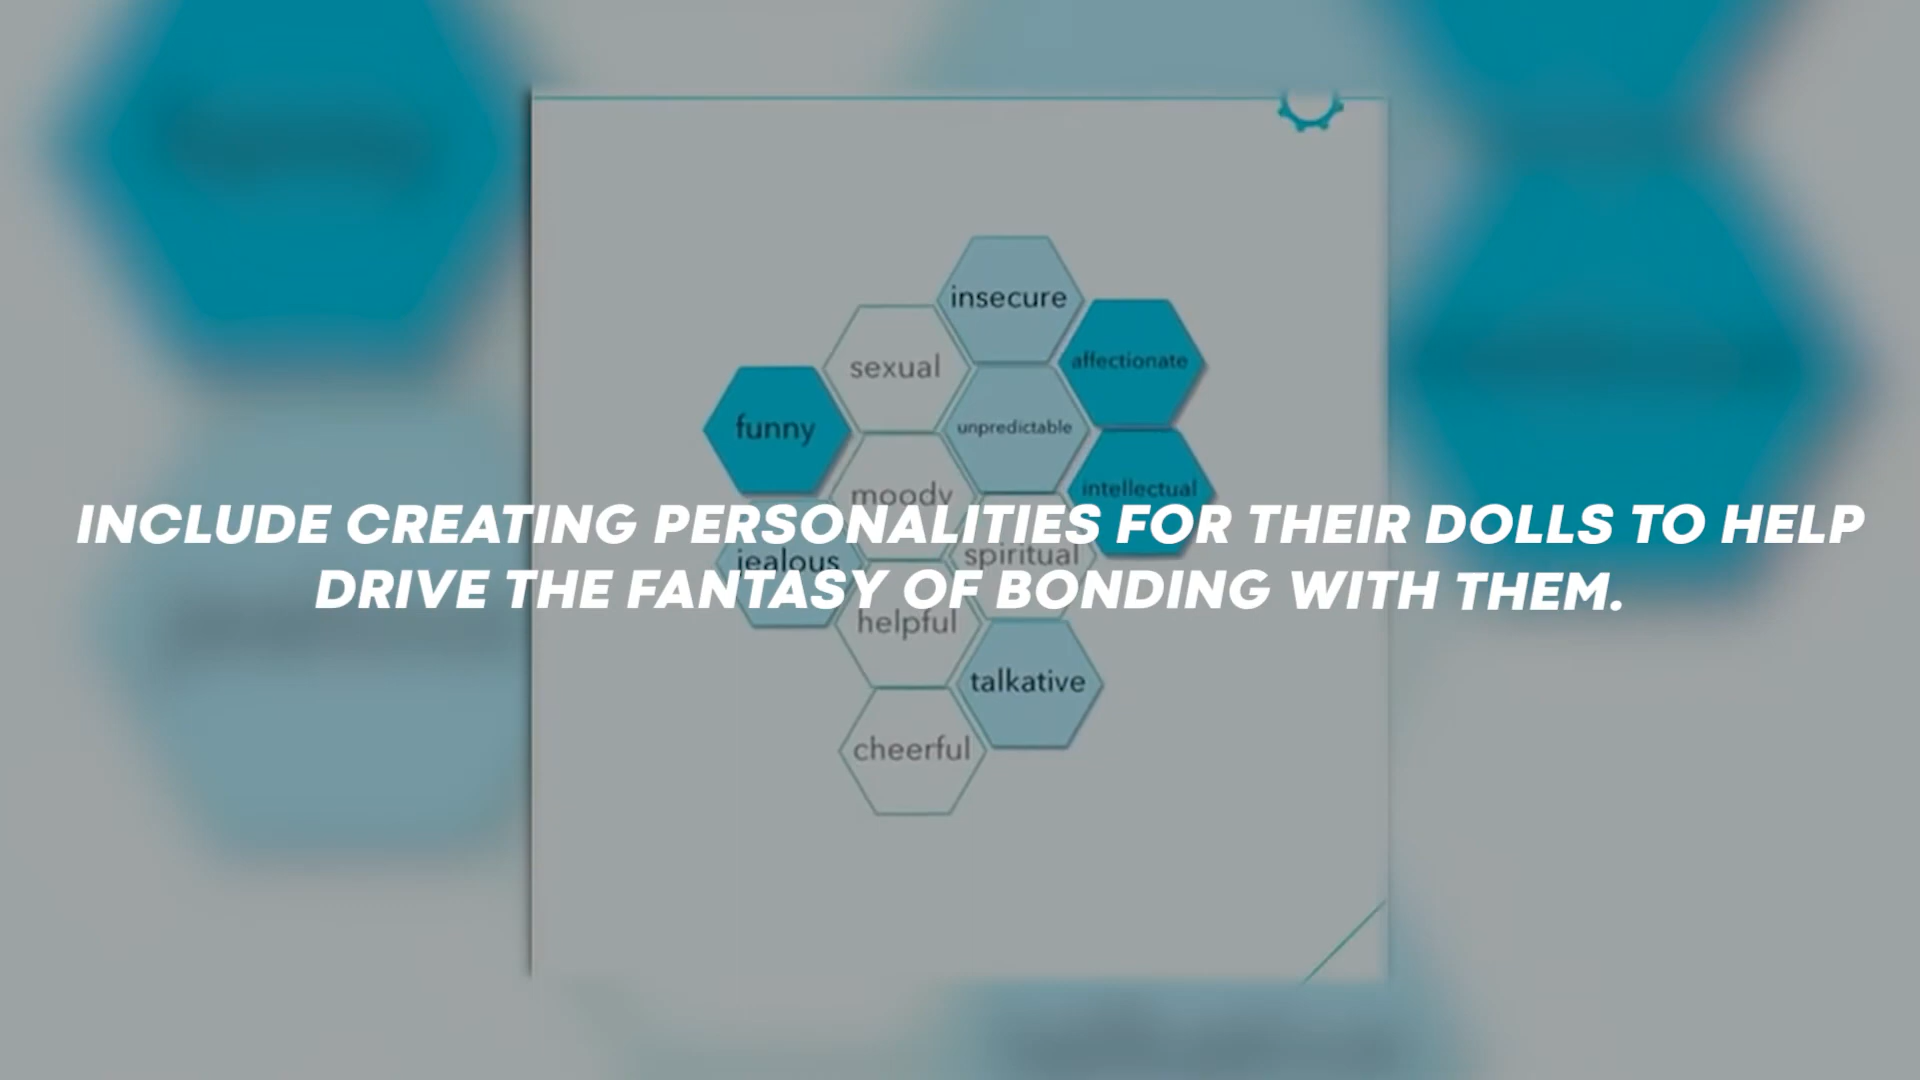 insecure
affectionate
sexual
funny
unpredictable
intellectual
moody
INCLUDE CREATING PERSONALITIES FOR THEIR DOLLS TO HELP
jealous
spiritual
DRIVE THE FANTASY OF BONDING WITH THEM.
helpful
talkative
cheerful